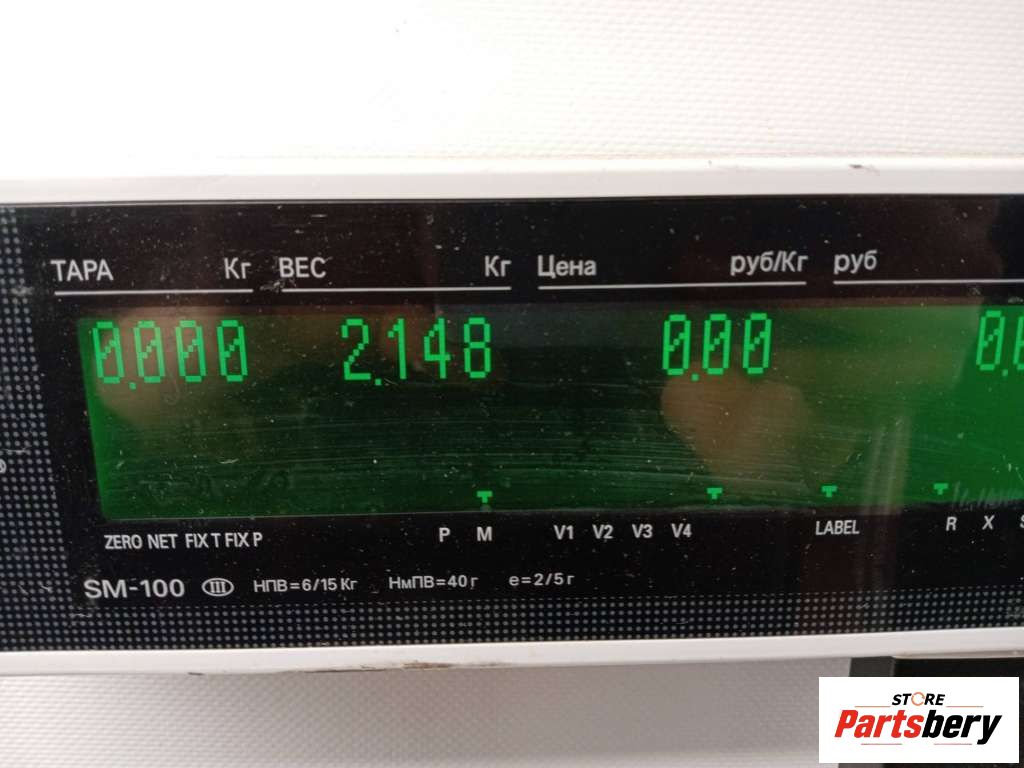 ТАРА Кг ВЕС Кг Цена руб/Кг руб
0.000 2.148 0.00 0.
ZERO NET FIX T FIX P P M V1 V2 V3 V4 LABEL R X
SM-100 III НПВ=6/15 Кг НмПВ=40 г e=2/5 г
STORE
Partsbery